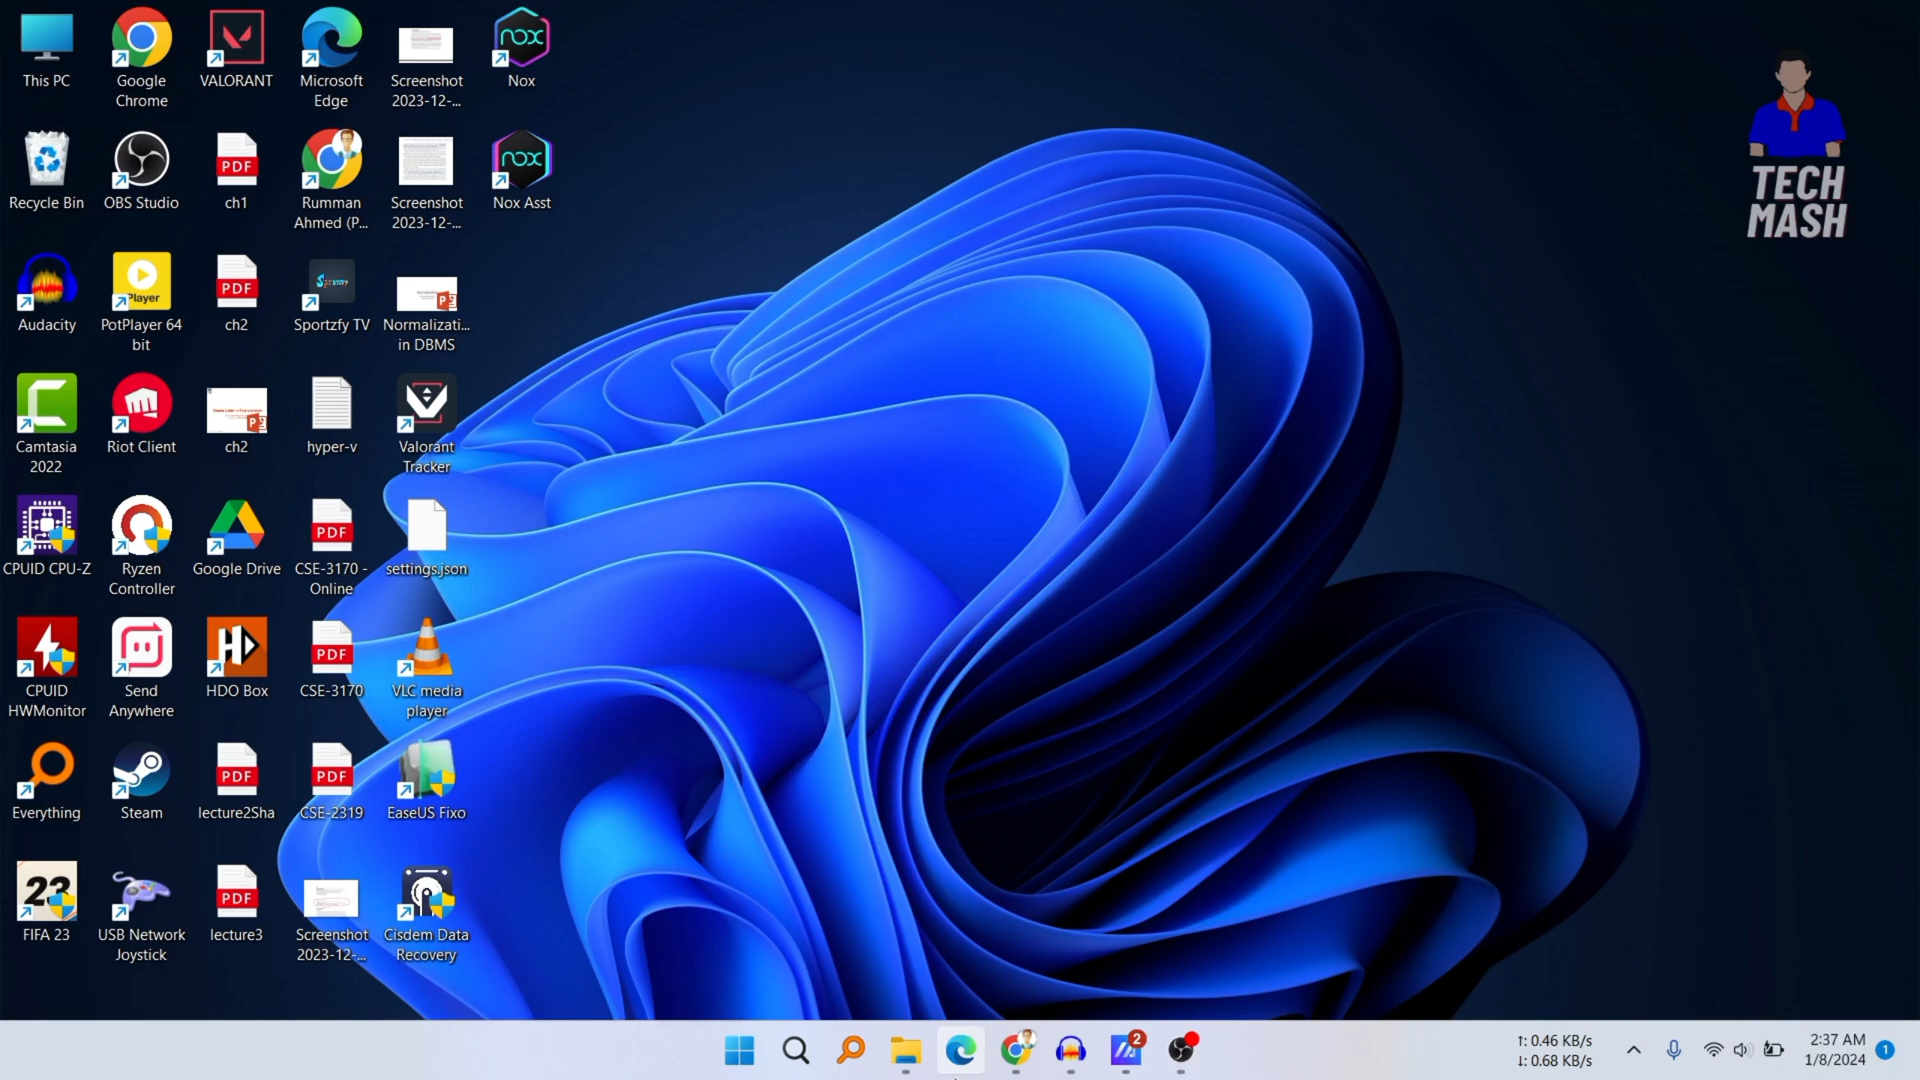 This PC
Google
Chrome
VALORANT
Microsoft
Edge
Screenshot
2023-12-...
Nox
Recycle Bin
OBS Studio
ch1
Rumman
Ahmed (P...
Screenshot
2023-12-...
Nox Asst
Audacity
PotPlayer 64
bit
ch2
Sportzfy TV
Normalizati...
in DBMS
Camtasia
2022
Riot Client
ch2
hyper-v
Valorant
Tracker
CPUID CPU-Z
Ryzen
Controller
Google Drive
CSE-3170 -
Online
settings.json
CPUID
HWMonitor
Send
Anywhere
HDO Box
CSE-3170
VLC media
player
Everything
Steam
lecture2Sha
CSE-2319
EaseUS Fixo
FIFA 23
USB Network
Joystick
lecture3
Screenshot
2023-12-...
Cisdem Data
Recovery
nox
nox
PDF
PDF
Player
PDF
PDF
HD
PDF
PDF
PDF
23
PDF
TECH
MASH
2
↑: 0.46 KB/s
↓: 0.68 KB/s
2:37 AM
1/8/2024
1